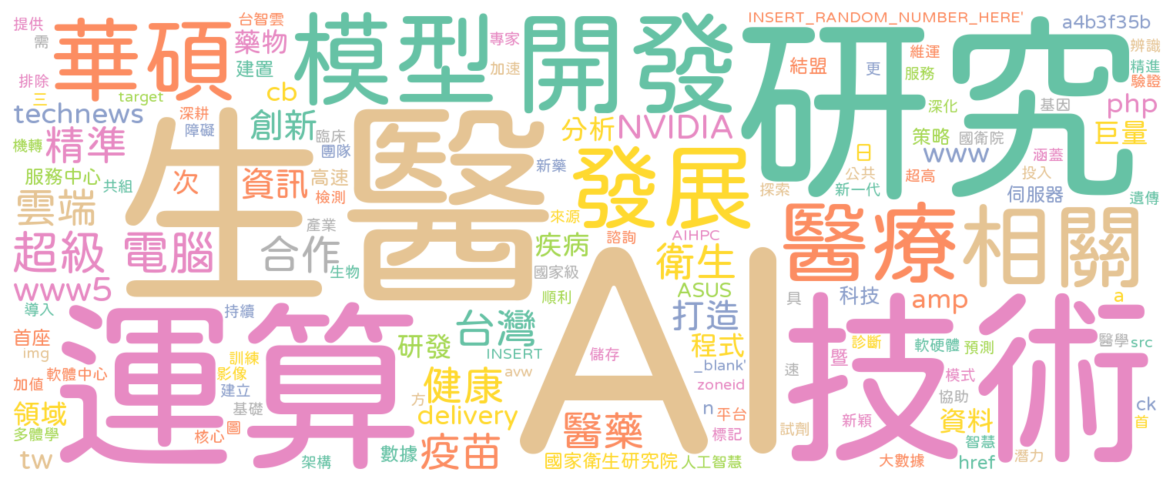 提供
台智雲
華碩
藥物
模型
專家
開發
研究
INSERT_RANDOM_NUMBER_HERE'
a4b3f35b
需
建置
加速
結盟
維運
辨識
排除
更
服務
精進
驗證
三
target
cb
technews
深耕
障礙
創新
臨床
團隊
分析
NVIDIA
深化
基因
php
機轉
精準
生醫
新藥
發展
日
策略
國衛院
巨量
www
涵蓋
服務中心
共組
次
資訊
高速
檢測
公共
探索
新一代
超高
投入
伺服器
遺傳
雲端
產業
來源
AI
醫療
相關
超級
電腦
合作
生物
疾病
諮詢
AIHPC
衛生
國家級
www5
順利
ASUS
科技
amp
a
具
導入
持續
運算
台灣
打造
技術
首座
img
訓練
研發
INSERT
儲存
程式
暨
診斷
軟硬體
預測
醫學
src
加值
軟體中心
影像
建立
avw
_blank'
zoneid
速
模式
協助
領域
基礎
健康
delivery
方
n
平台
標記
新穎
試劑
資料
ck
首
多體學
核心
圖
醫藥
智慧
tw
架構
數據
疫苗
國家衛生研究院
人工智慧
大數據
href
潛力